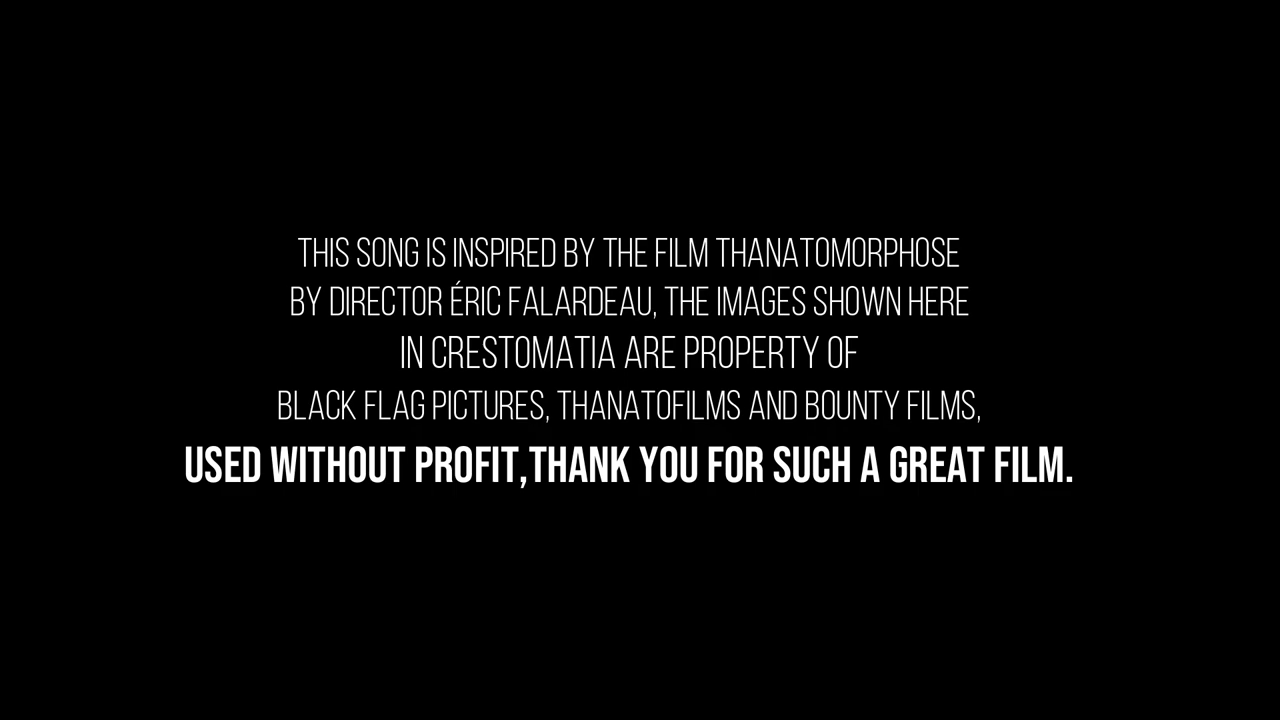 THIS SONG IS INSPIRED BY THE FILM THANATOMORPHOSE
BY DIRECTOR ÉRIC FALARDEAU, THE IMAGES SHOWN HERE
IN CRESTOMATIA ARE PROPERTY OF
BLACK FLAG PICTURES, THANATOFILMS AND BOUNTY FILMS,
USED WITHOUT PROFIT,THANK YOU FOR SUCH A GREAT FILM.